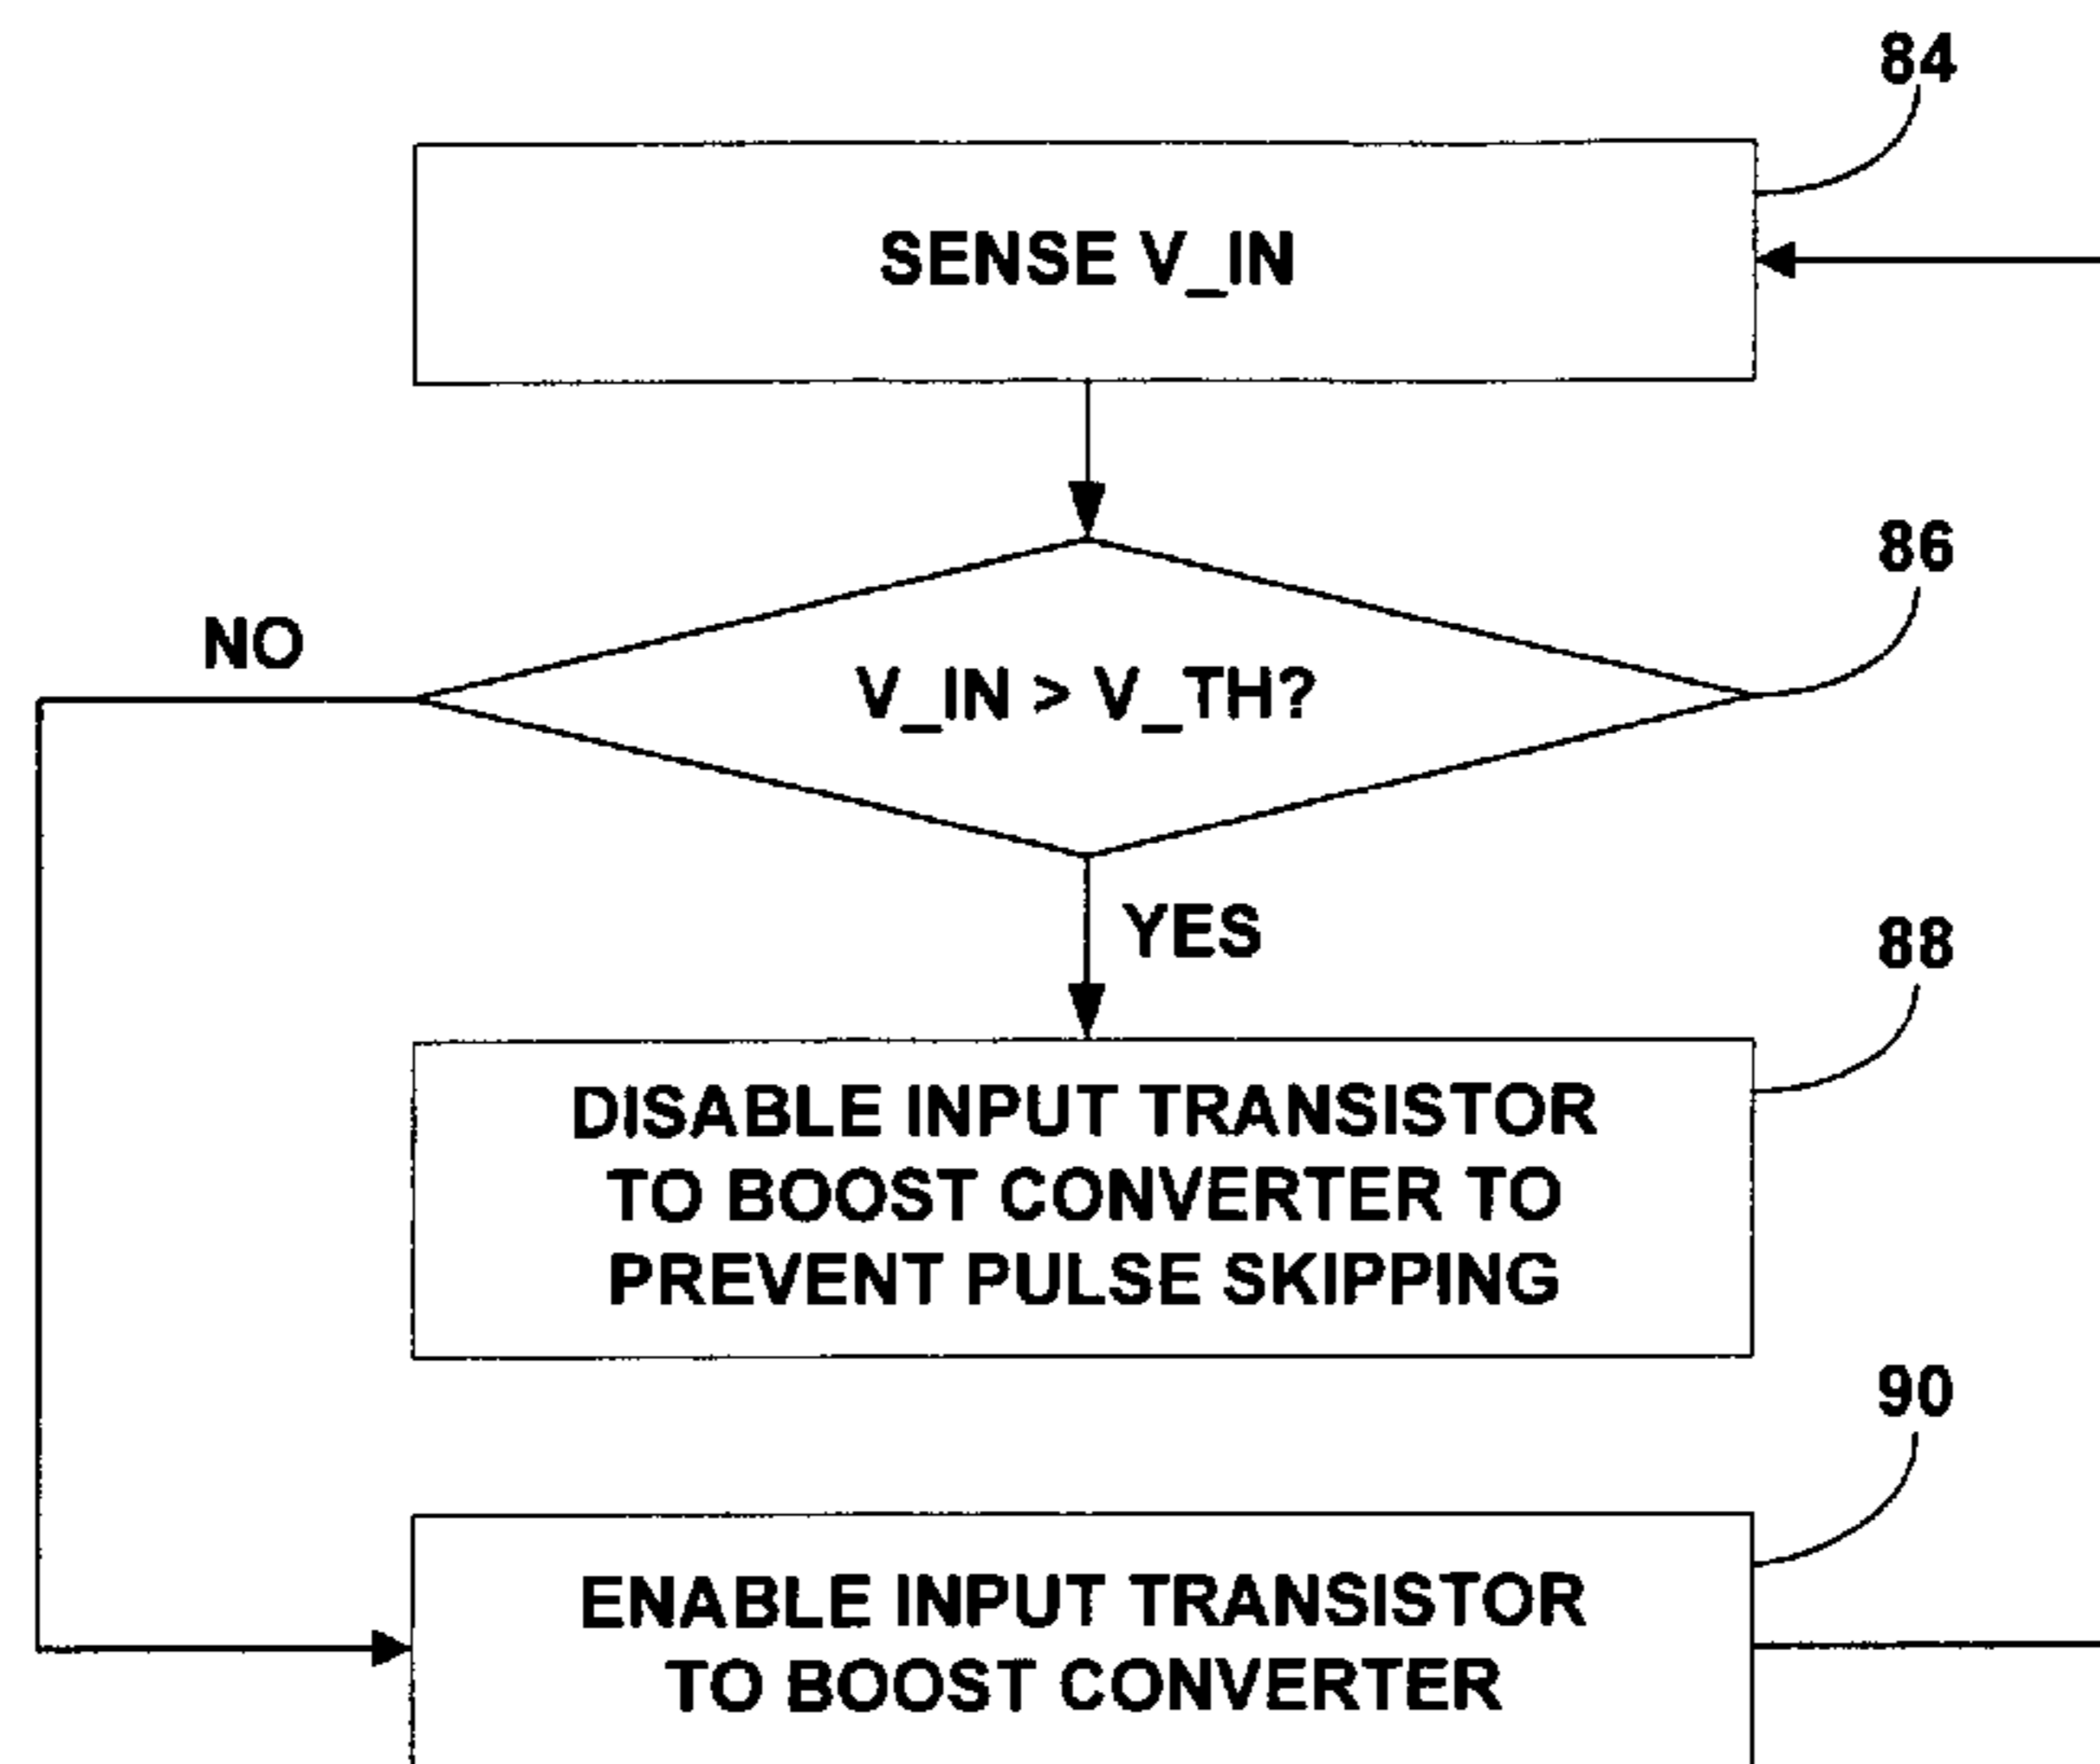 84
SENSE V_IN
86
NO
V_IN > V_TH?
YES
88
DISABLE INPUT TRANSISTOR
TO BOOST CONVERTER TO
PREVENT PULSE SKIPPING
90
ENABLE INPUT TRANSISTOR
TO BOOST CONVERTER